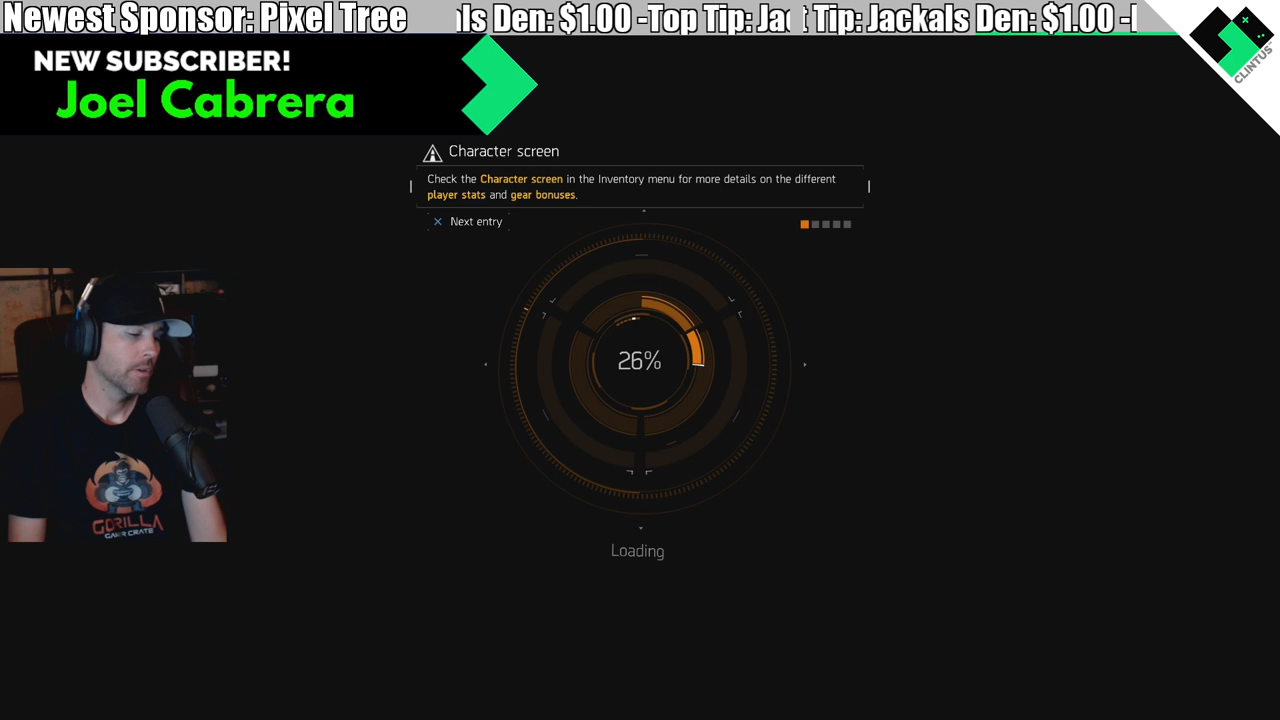 Newest Sponsor: Pixel Tree
ls Den: $1.00 -Top Tip: Ja
Tip: Jackals Den: $1.00 -
CLINTUS
NEW SUBSCRIBER!
Joel Cabrera
Character screen
Check the Character screen in the Inventory menu for more details on the different
player stats and gear bonuses.
✕ Next entry
26%
GORILLA
GAMR CRATE
Loading